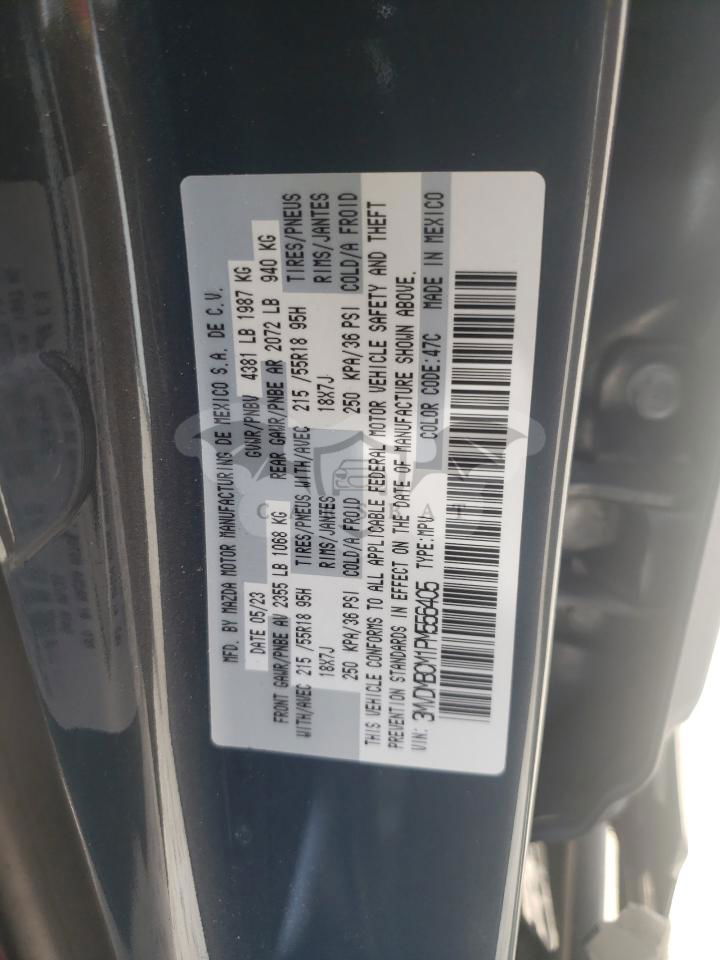 MFD. BY MAZDA MOTOR MANUFACTURING DE MEXICO S.A. DE C.V.
DATE 05/23 GVWR/PNBV 4381 LB 1987 KG
FRONT GAWR/PNBE AV 2355 LB 1068 KG REAR GAWR/PNBE AR 2072 LB 940 KG
WITH/AVEC 215 /55R18 95H TIRES/PNEUS WITH/AVEC 215 /55R18 95H TIRES/PNEUS
18X7J RIMS/JANTES 18X7J RIMS/JANTES
250 KPA/36 PSI COLD/A FROID 250 KPA/36 PSI COLD/A FROID
THIS VEHICLE CONFORMS TO ALL APPLICABLE FEDERAL MOTOR VEHICLE SAFETY AND THEFT
PREVENTION STANDARDS IN EFFECT ON THE DATE OF MANUFACTURE SHOWN ABOVE.
VIN: 3MVDMBCM1PM556405 TYPE:MPV COLOR CODE:47C MADE IN MEXICO